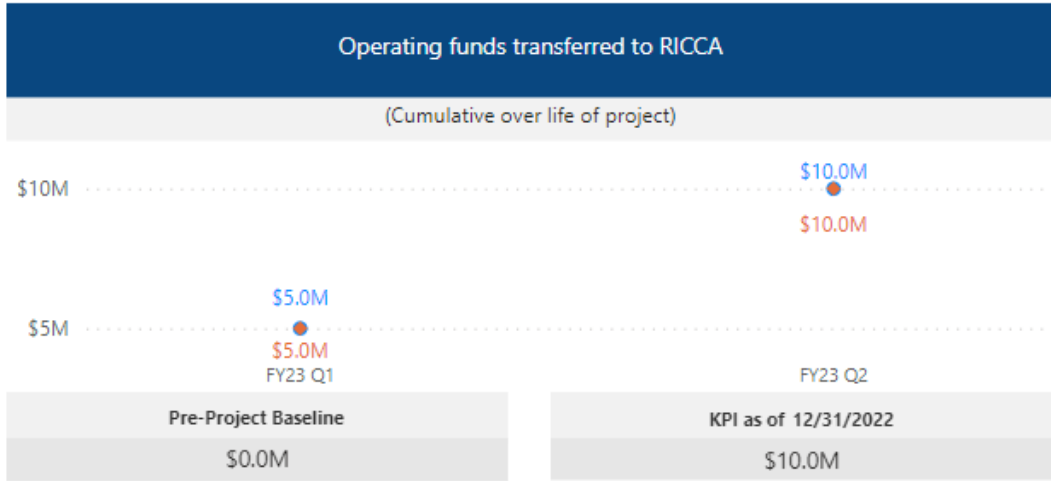 Operating funds transferred to RICCA
(Cumulative over life of project)
$10M
$10.0M
$10.0M
$5.0M
$5M
$5.0M
FY23 Q1
FY23 Q2
Pre-Project Baseline
KPI as of 12/31/2022
$0.0M
$10.0M